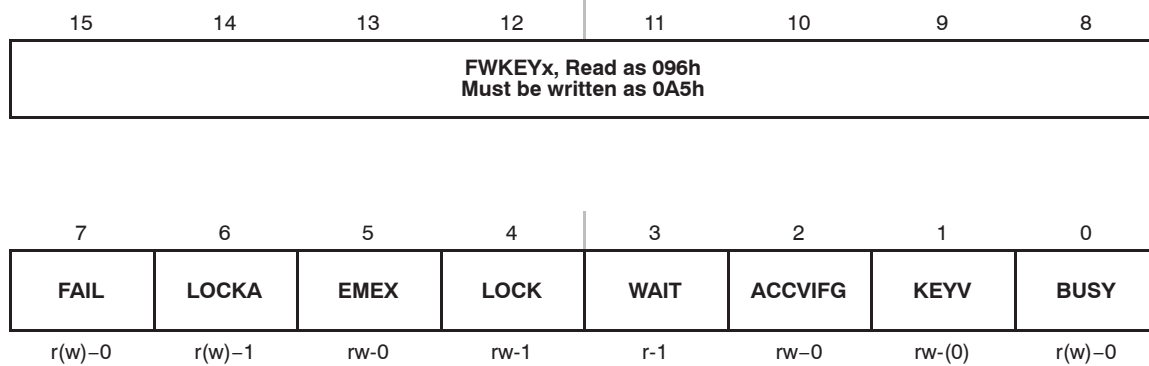 15 14 13 12 11 10 9 8
FWKEYx, Read as 096h
Must be written as 0A5h
7 6 5 4 3 2 1 0
FAIL LOCKA EMEX LOCK WAIT ACCVIFG KEYV BUSY
r(w)−0 r(w)−1 rw-0 rw-1 r-1 rw−0 rw-(0) r(w)−0